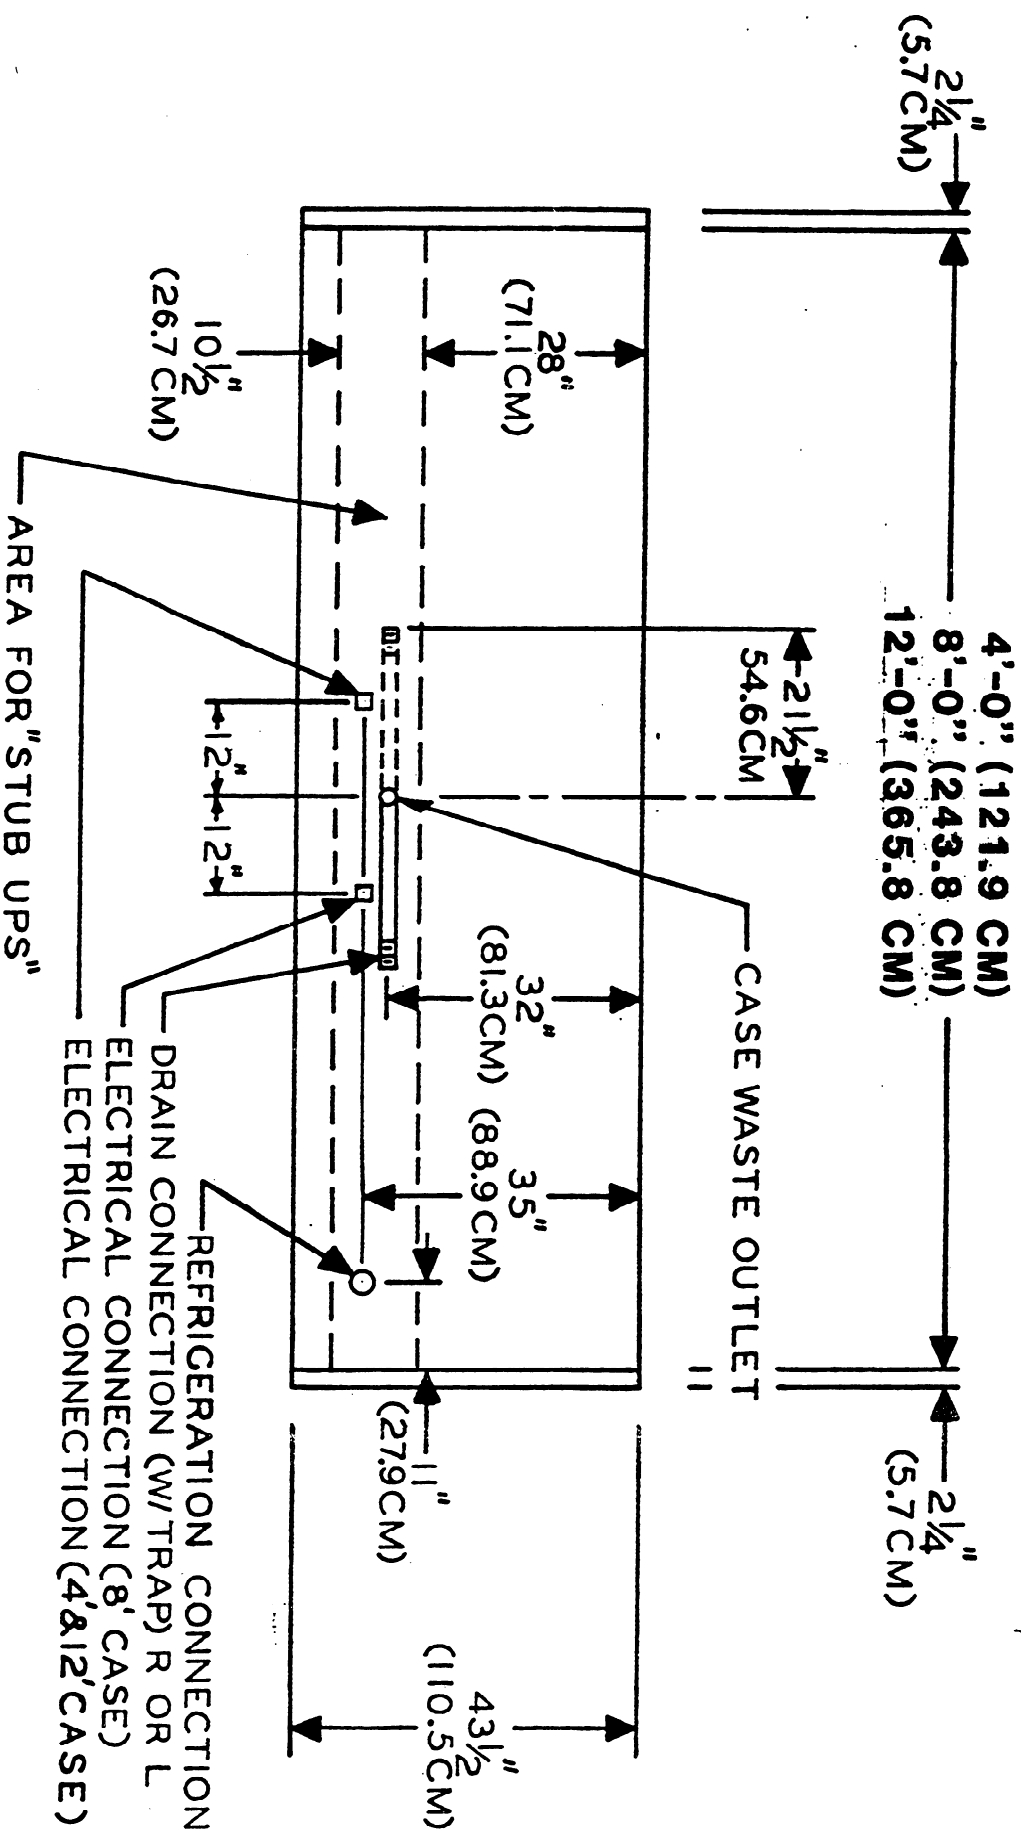 2¼"
(5.7CM)
4'-0" (121.9 CM)
8'-0" (243.8 CM)
12'-0" (365.8 CM)
2¼"
(5.7CM)
21½"
54.6CM
CASE WASTE OUTLET
28"
(71.1CM)
32"
(81.3CM)
35"
(88.9CM)
11"
(27.9CM)
43½"
(110.5CM)
10½"
(26.7CM)
12"
12"
REFRIGERATION CONNECTION
DRAIN CONNECTION (W/TRAP) R OR L
ELECTRICAL CONNECTION (8' CASE)
ELECTRICAL CONNECTION (4'&12' CASE)
AREA FOR "STUB UPS"